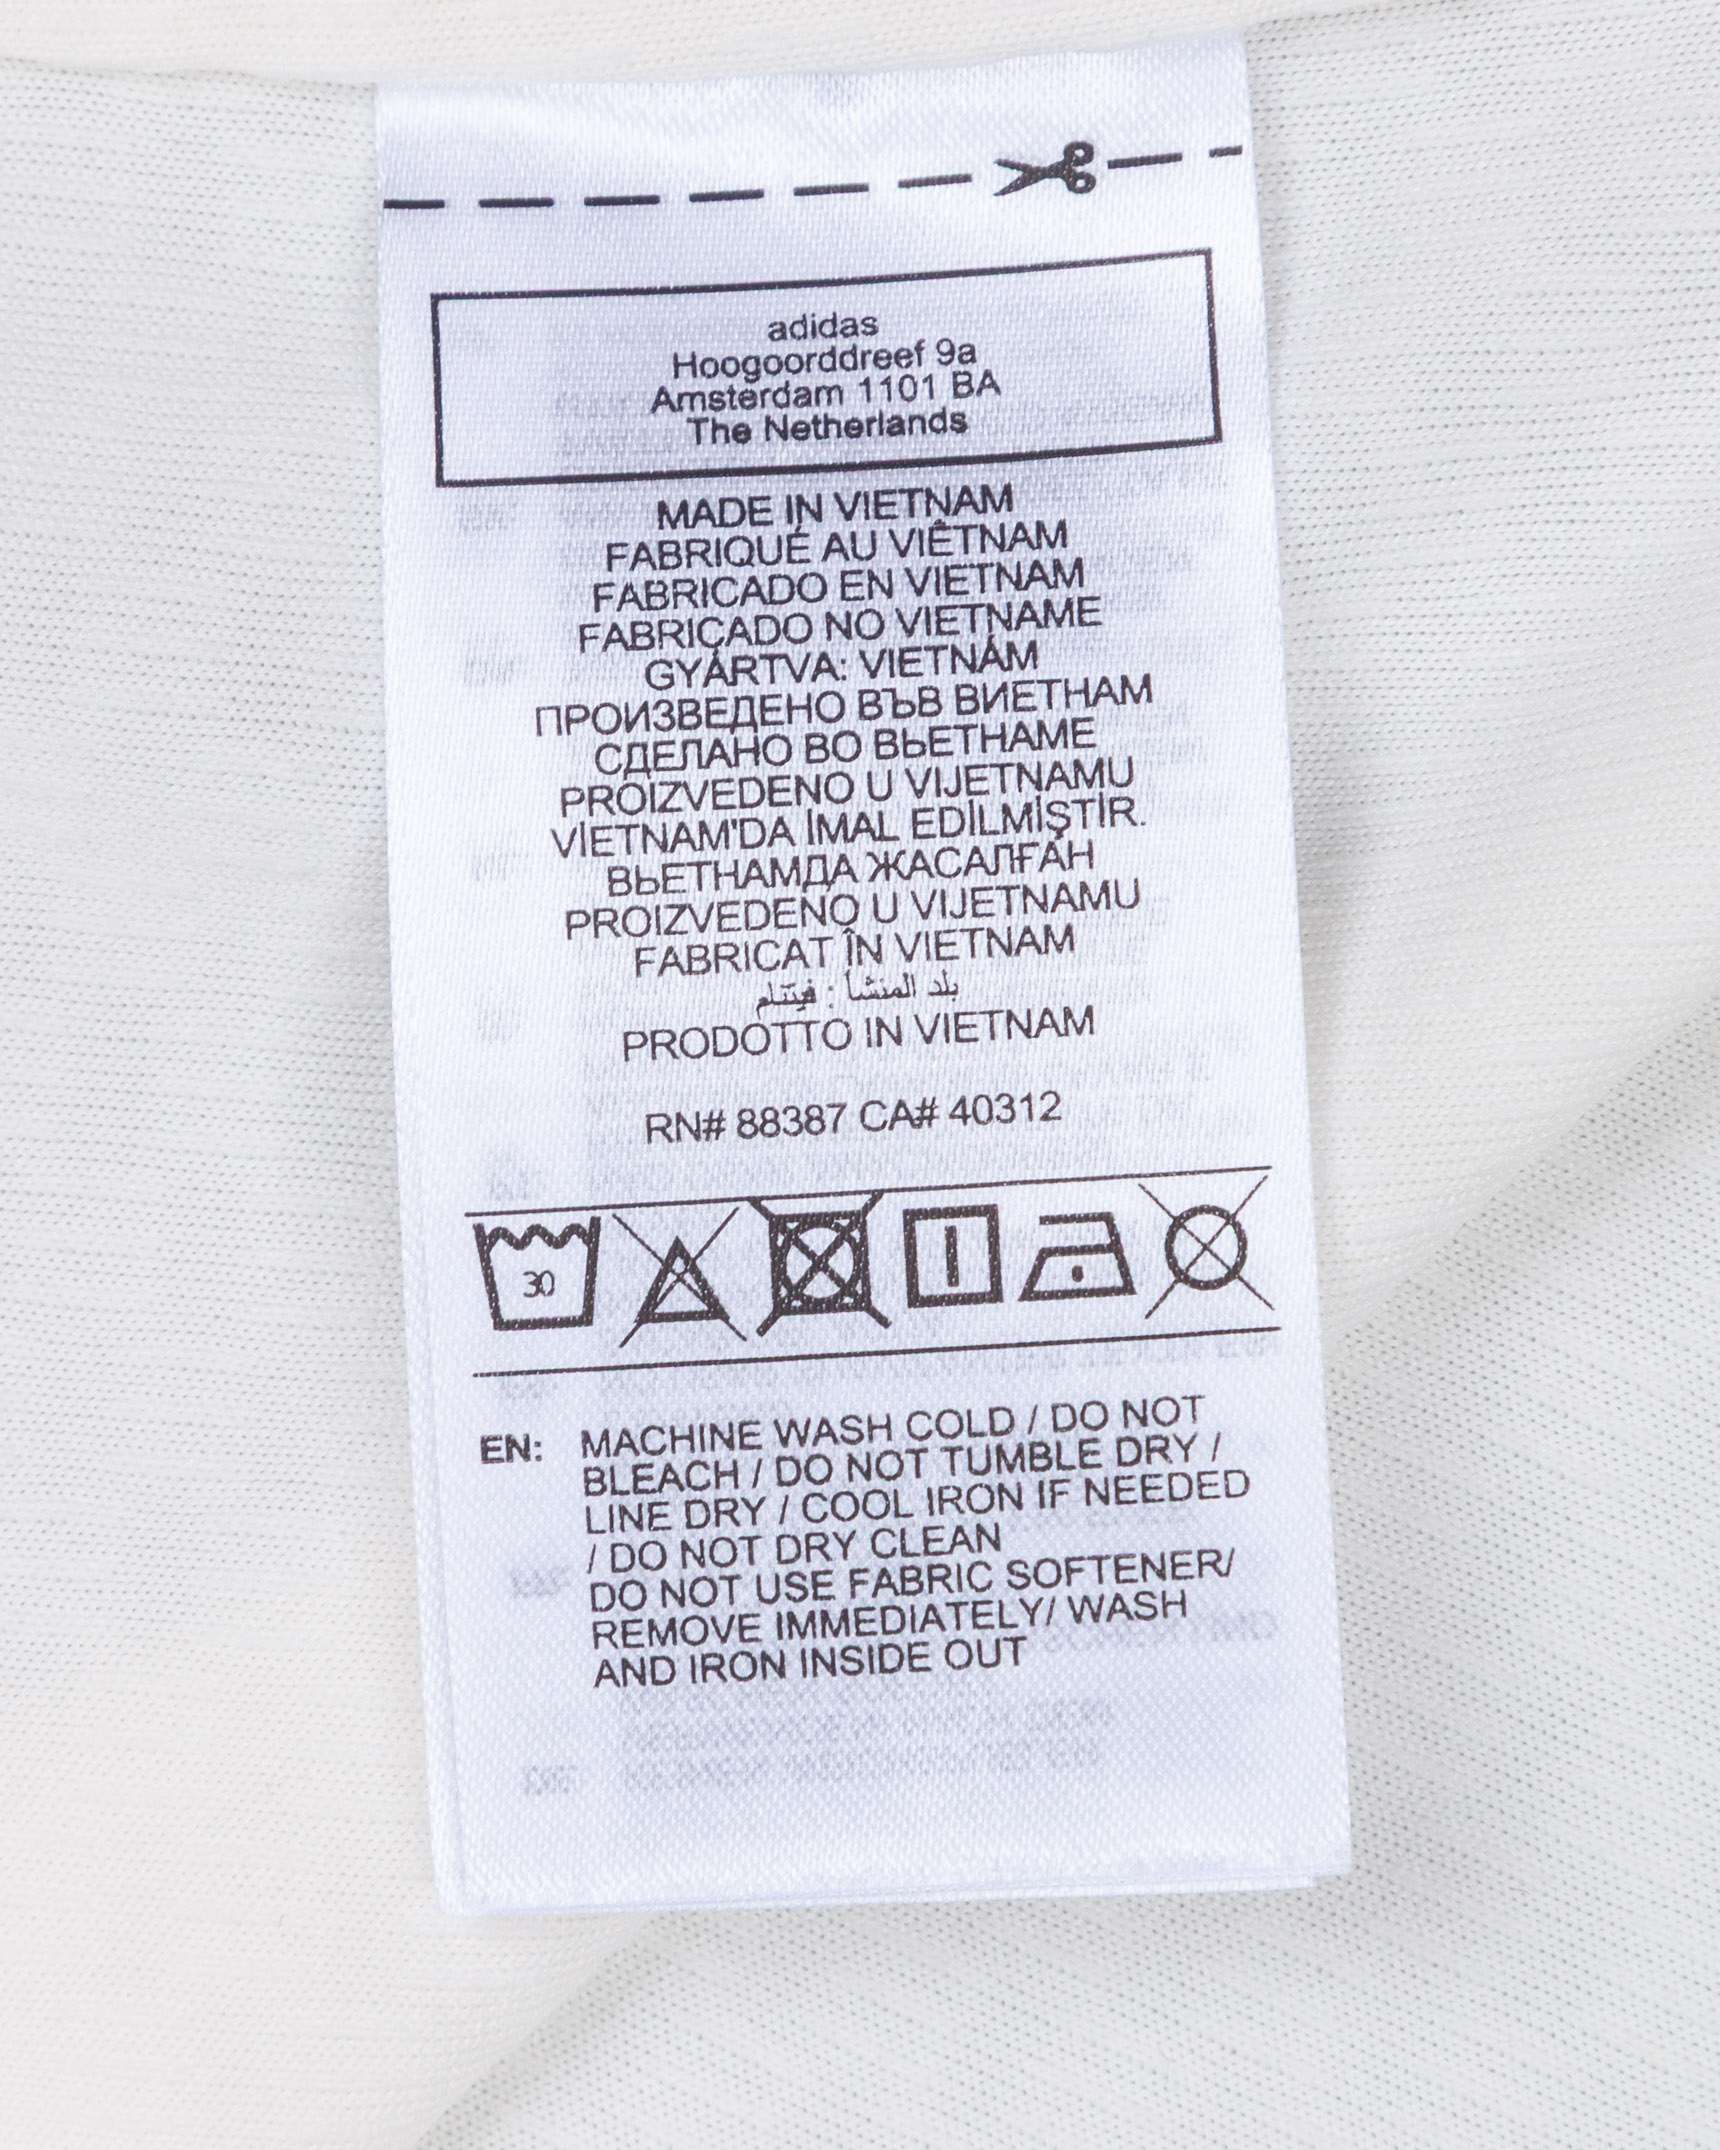 adidas
Hoogoorddreef 9a
Amsterdam 1101 BA
The Netherlands
MADE IN VIETNAM
FABRIQUÉ AU VIÊTNAM
FABRICADO EN VIETNAM
FABRICADO NO VIETNAME
GYÁRTVA: VIETNÁM
ПРОИЗВЕДЕНО ВЪВ ВИЕТНАМ
СДЕЛАНО ВО ВЬЕТНАМЕ
PROIZVEDENO U VIJETNAMU
VİETNAM'DA İMAL EDİLMİŞTİR.
ВЬЕТНАМДА ЖАСАЛҒАН
PROIZVEDENO U VIJETNAMU
FABRICAT ÎN VIETNAM
بلد المنشأ : فيتنام
PRODOTTO IN VIETNAM
RN# 88387 CA# 40312
30
EN: MACHINE WASH COLD / DO NOT
BLEACH / DO NOT TUMBLE DRY /
LINE DRY / COOL IRON IF NEEDED
/ DO NOT DRY CLEAN
DO NOT USE FABRIC SOFTENER/
REMOVE IMMEDIATELY/ WASH
AND IRON INSIDE OUT